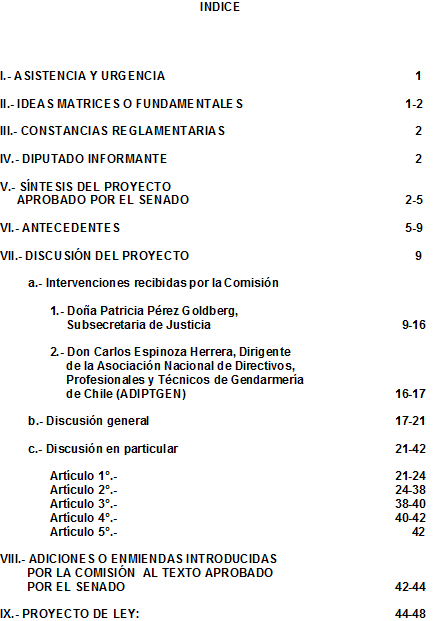 INDICE
I.- ASISTENCIA Y URGENCIA 1
II.- IDEAS MATRICES O FUNDAMENTALES 1-2
III.- CONSTANCIAS REGLAMENTARIAS 2
IV.- DIPUTADO INFORMANTE 2
V.- SÍNTESIS DEL PROYECTO
APROBADO POR EL SENADO 2-5
VI.- ANTECEDENTES 5-9
VII.- DISCUSIÓN DEL PROYECTO 9
a.- Intervenciones recibidas por la Comisión
1.- Doña Patricia Pérez Goldberg,
Subsecretaria de Justicia 9-16
2.- Don Carlos Espinoza Herrera, Dirigente
de la Asociación Nacional de Directivos,
Profesionales y Técnicos de Gendarmería
de Chile (ADIPTGEN) 16-17
b.- Discusión general 17-21
c.- Discusión en particular 21-42
Artículo 1°.- 21-24
Artículo 2°.- 24-38
Artículo 3°.- 38-40
Artículo 4°.- 40-42
Artículo 5°.- 42
VIII.- ADICIONES O ENMIENDAS INTRODUCIDAS
POR LA COMISIÓN AL TEXTO APROBADO
POR EL SENADO 42-44
IX.- PROYECTO DE LEY: 44-48